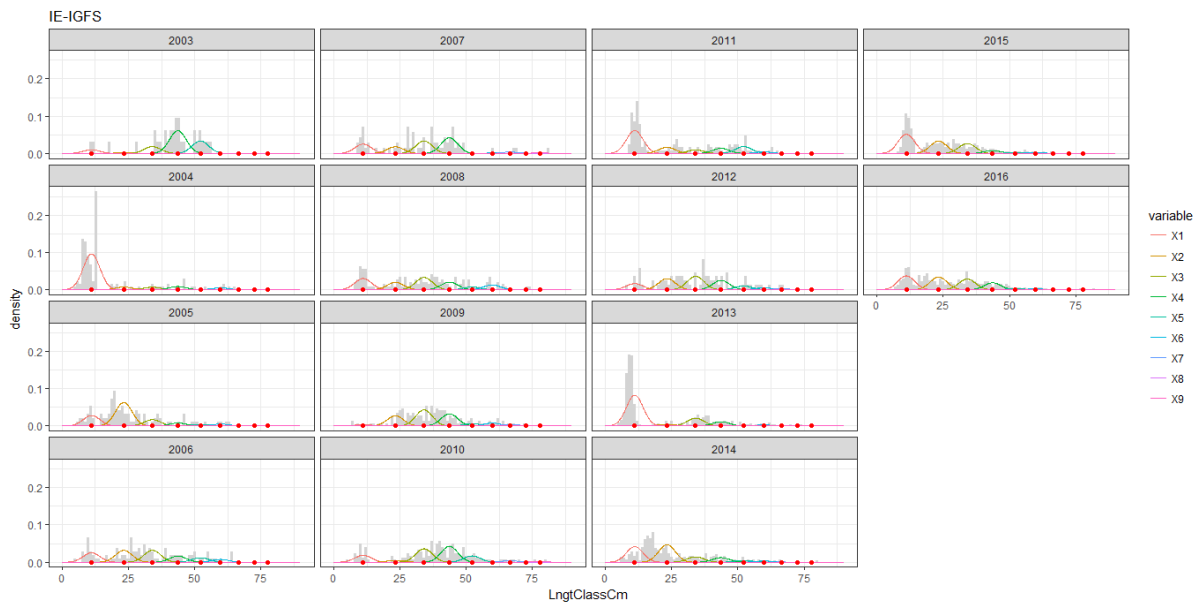 IE-IGFS
2003 2007 2011 2015
0.2
0.1
0.0
2004 2008 2012 2016
0.2
0.1
0.0
2005 2009 2013
0 25 50 75
0.2
0.1
0.0
2006 2010 2014
0.2
0.1
0.0
0 25 50 75 0 25 50 75 0 25 50 75
density
LngtClassCm
variable
X1
X2
X3
X4
X5
X6
X7
X8
X9